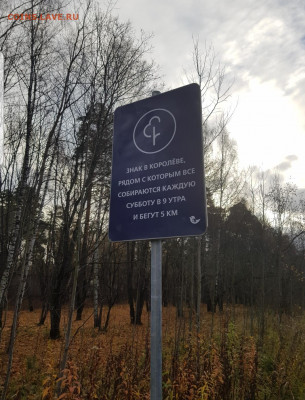 ЗНАК В КОРОЛЁВЕ,
РЯДОМ С КОТОРЫМ ВСЕ
СОБИРАЮТСЯ КАЖДУЮ
СУББОТУ В 9 УТРА
И БЕГУТ 5 КМ